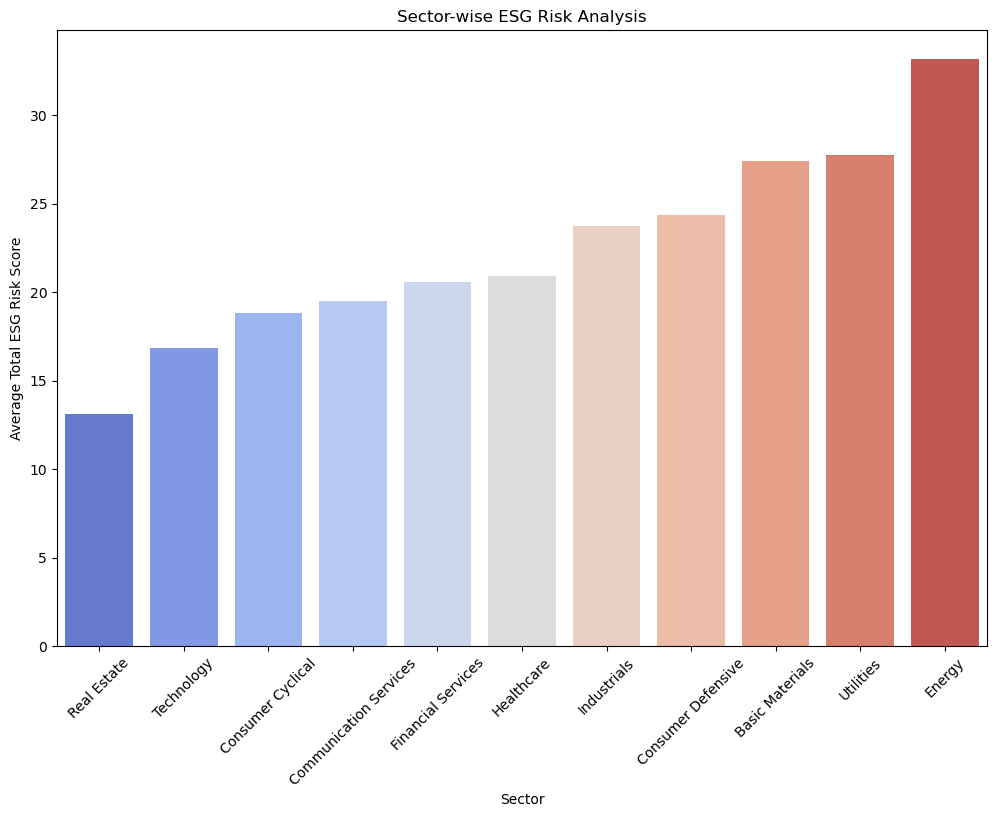 Sector-wise ESG Risk Analysis
Average Total ESG Risk Score
30
25
20
15
10
5
0
Real Estate
Technology
Consumer Cyclical
Communication Services
Financial Services
Healthcare
Industrials
Consumer Defensive
Basic Materials
Utilities
Energy
Sector